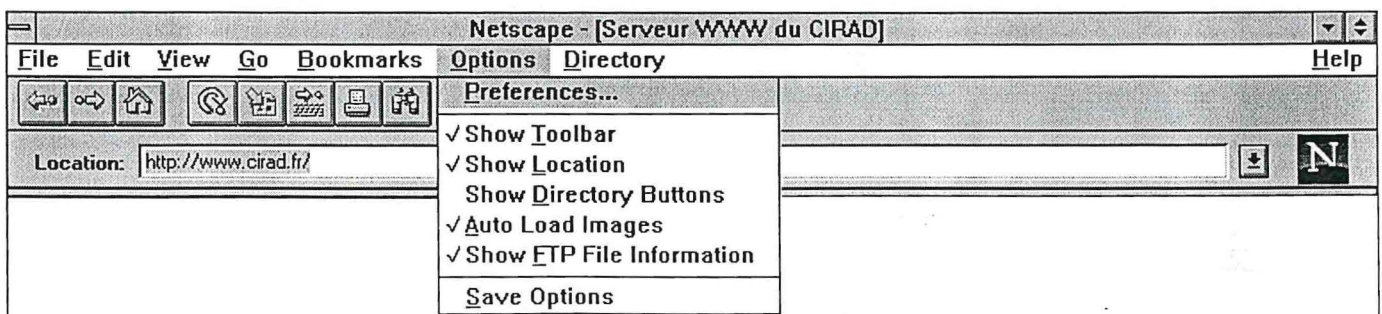 Netscape - [Serveur WWW du CIRAD]
File Edit View Go Bookmarks Options Directory Help
Preferences...
√ Show Toolbar
Location: http://www.cirad.fr/
√ Show Location
N
Show Directory Buttons
√ Auto Load Images
√ Show FTP File Information
Save Options